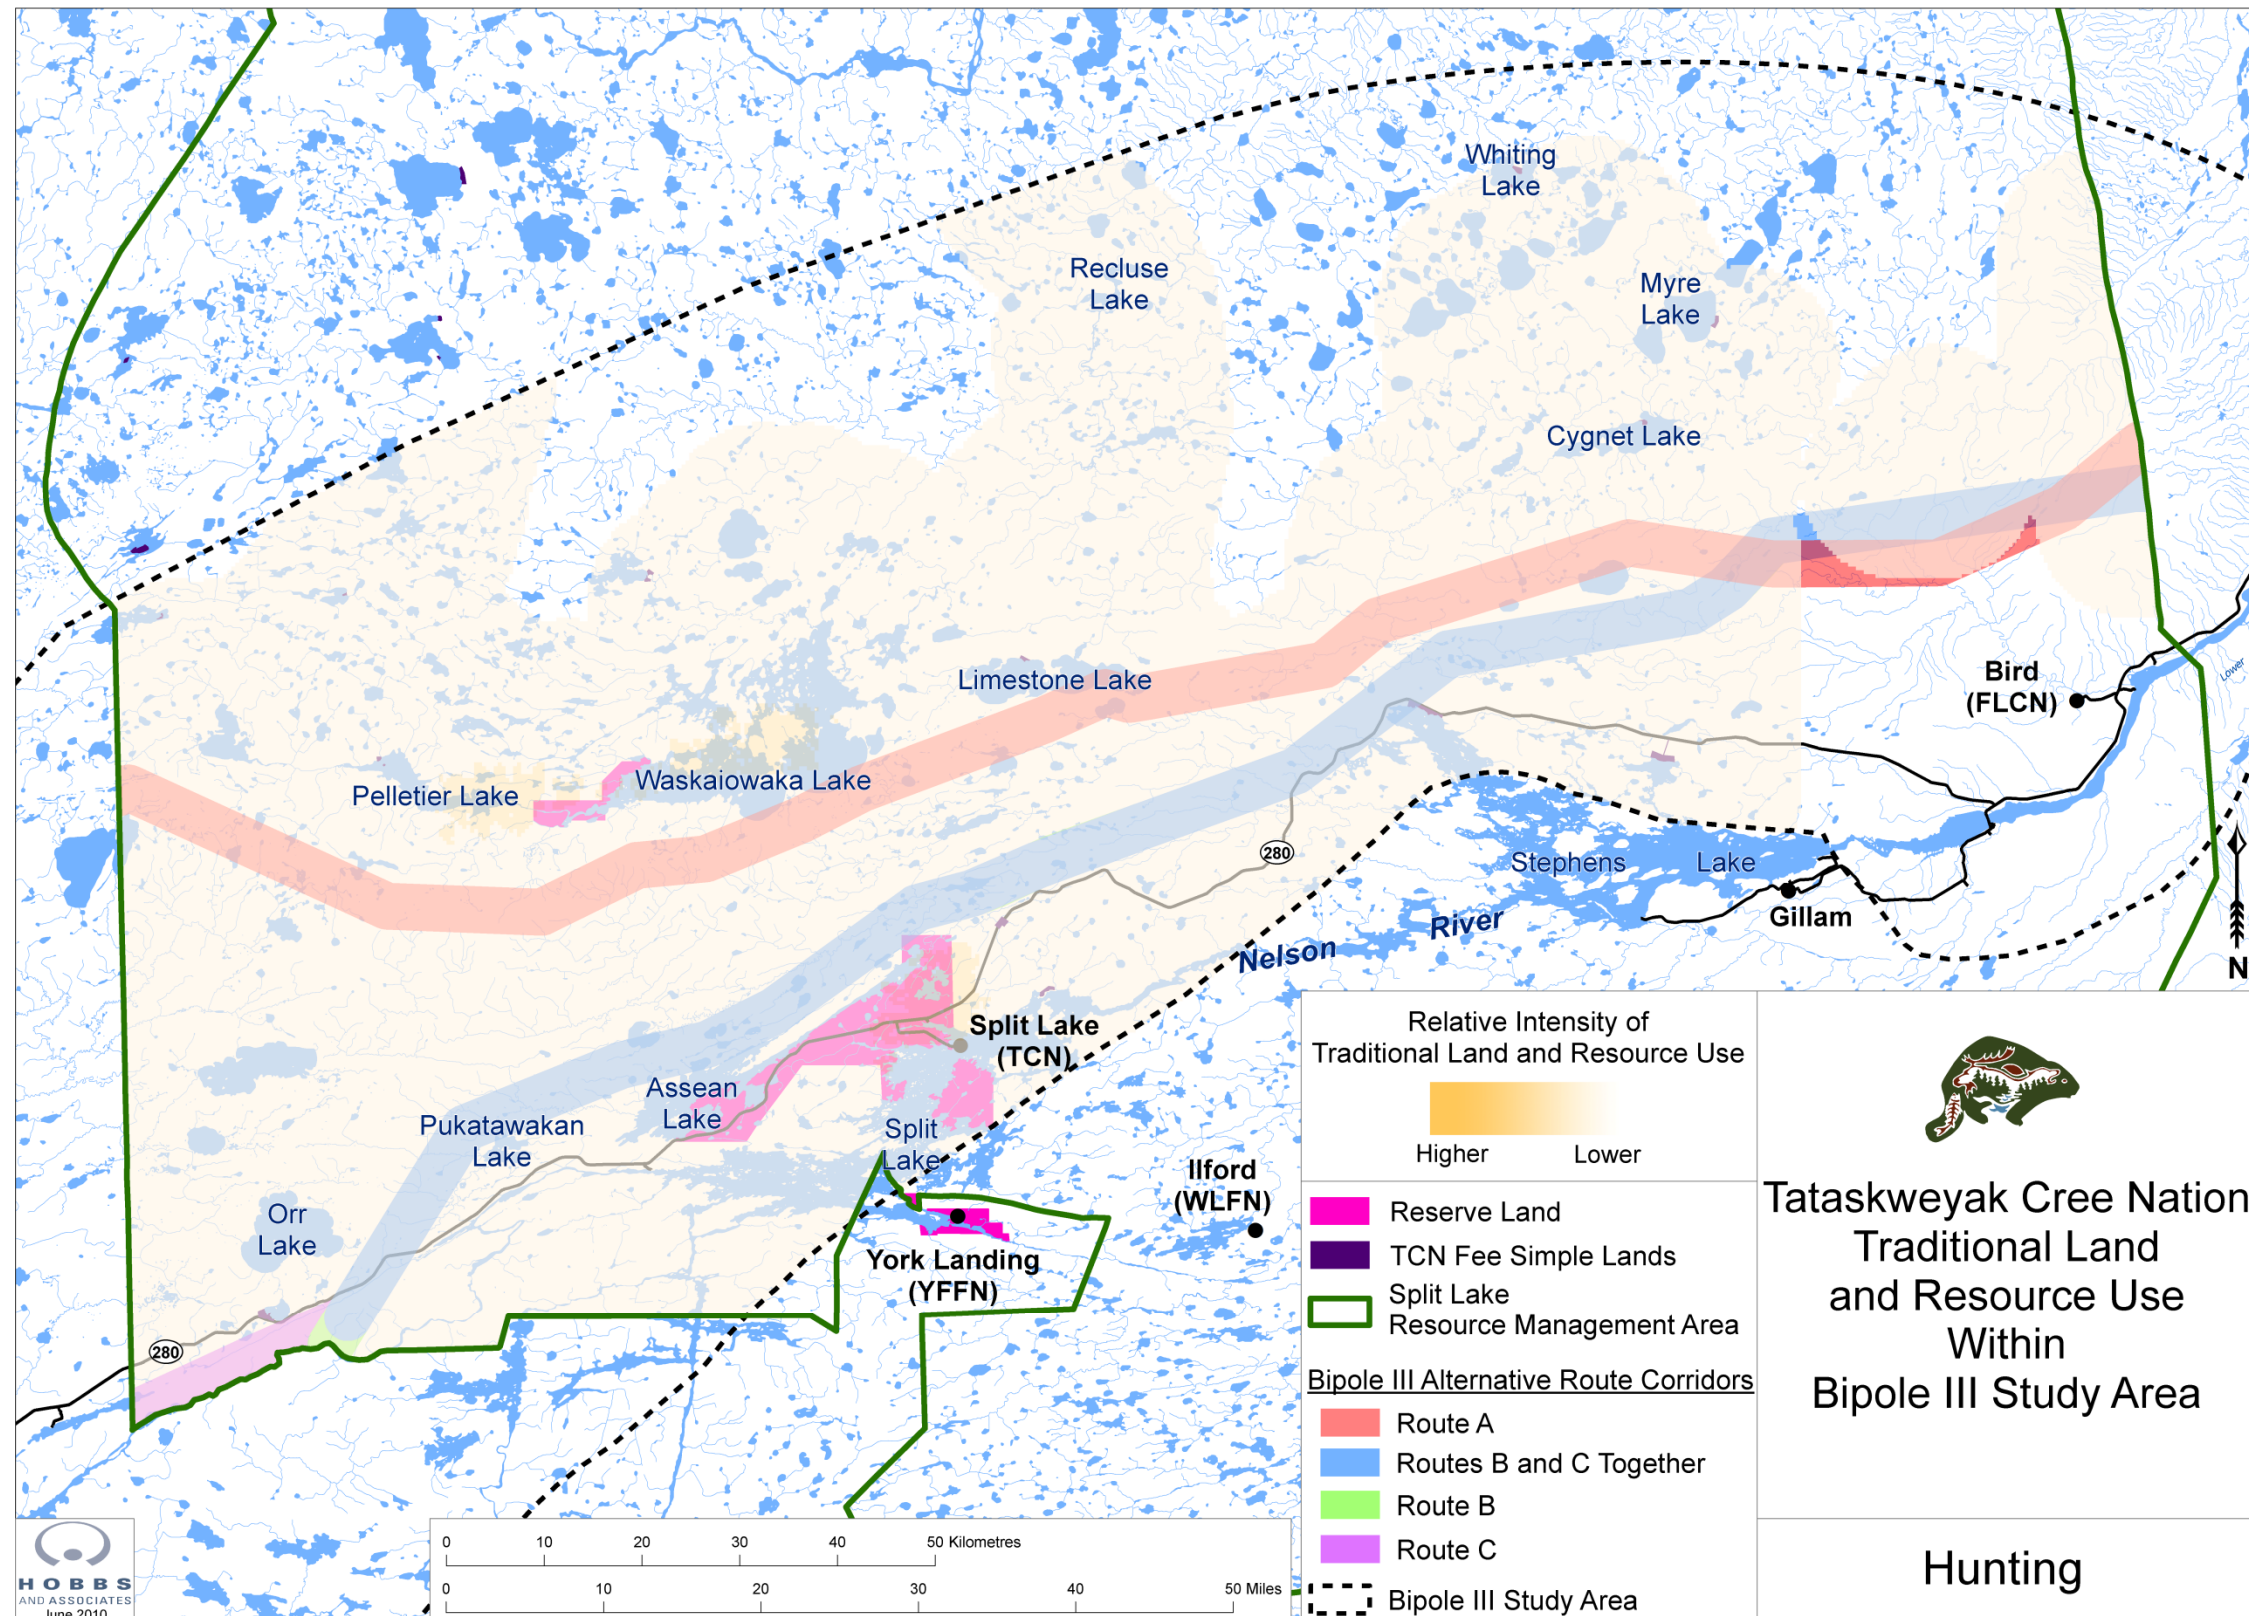 Whiting
Lake
Recluse
Lake
Myre
Lake
Cygnet Lake
Limestone Lake
Bird
(FLCN)
Lower
Pelletier Lake
Waskaiowaka Lake
280
Stephens Lake
Gillam
Nelson River
N
Split Lake
(TCN)
Assean
Lake
Pukatawakan
Lake
Split
Lake
Orr
Lake
Ilford
(WLFN)
York Landing
(YFFN)
280
Relative Intensity of
Traditional Land and Resource Use
Higher Lower
Reserve Land
TCN Fee Simple Lands
Split Lake
Resource Management Area
Bipole III Alternative Route Corridors
Route A
Routes B and C Together
Route B
Route C
Bipole III Study Area
Tataskweyak Cree Nation
Traditional Land
and Resource Use
Within
Bipole III Study Area
Hunting
0 10 20 30 40 50 Kilometres
0 10 20 30 40 50 Miles
HOBBS
AND ASSOCIATES
June 2010